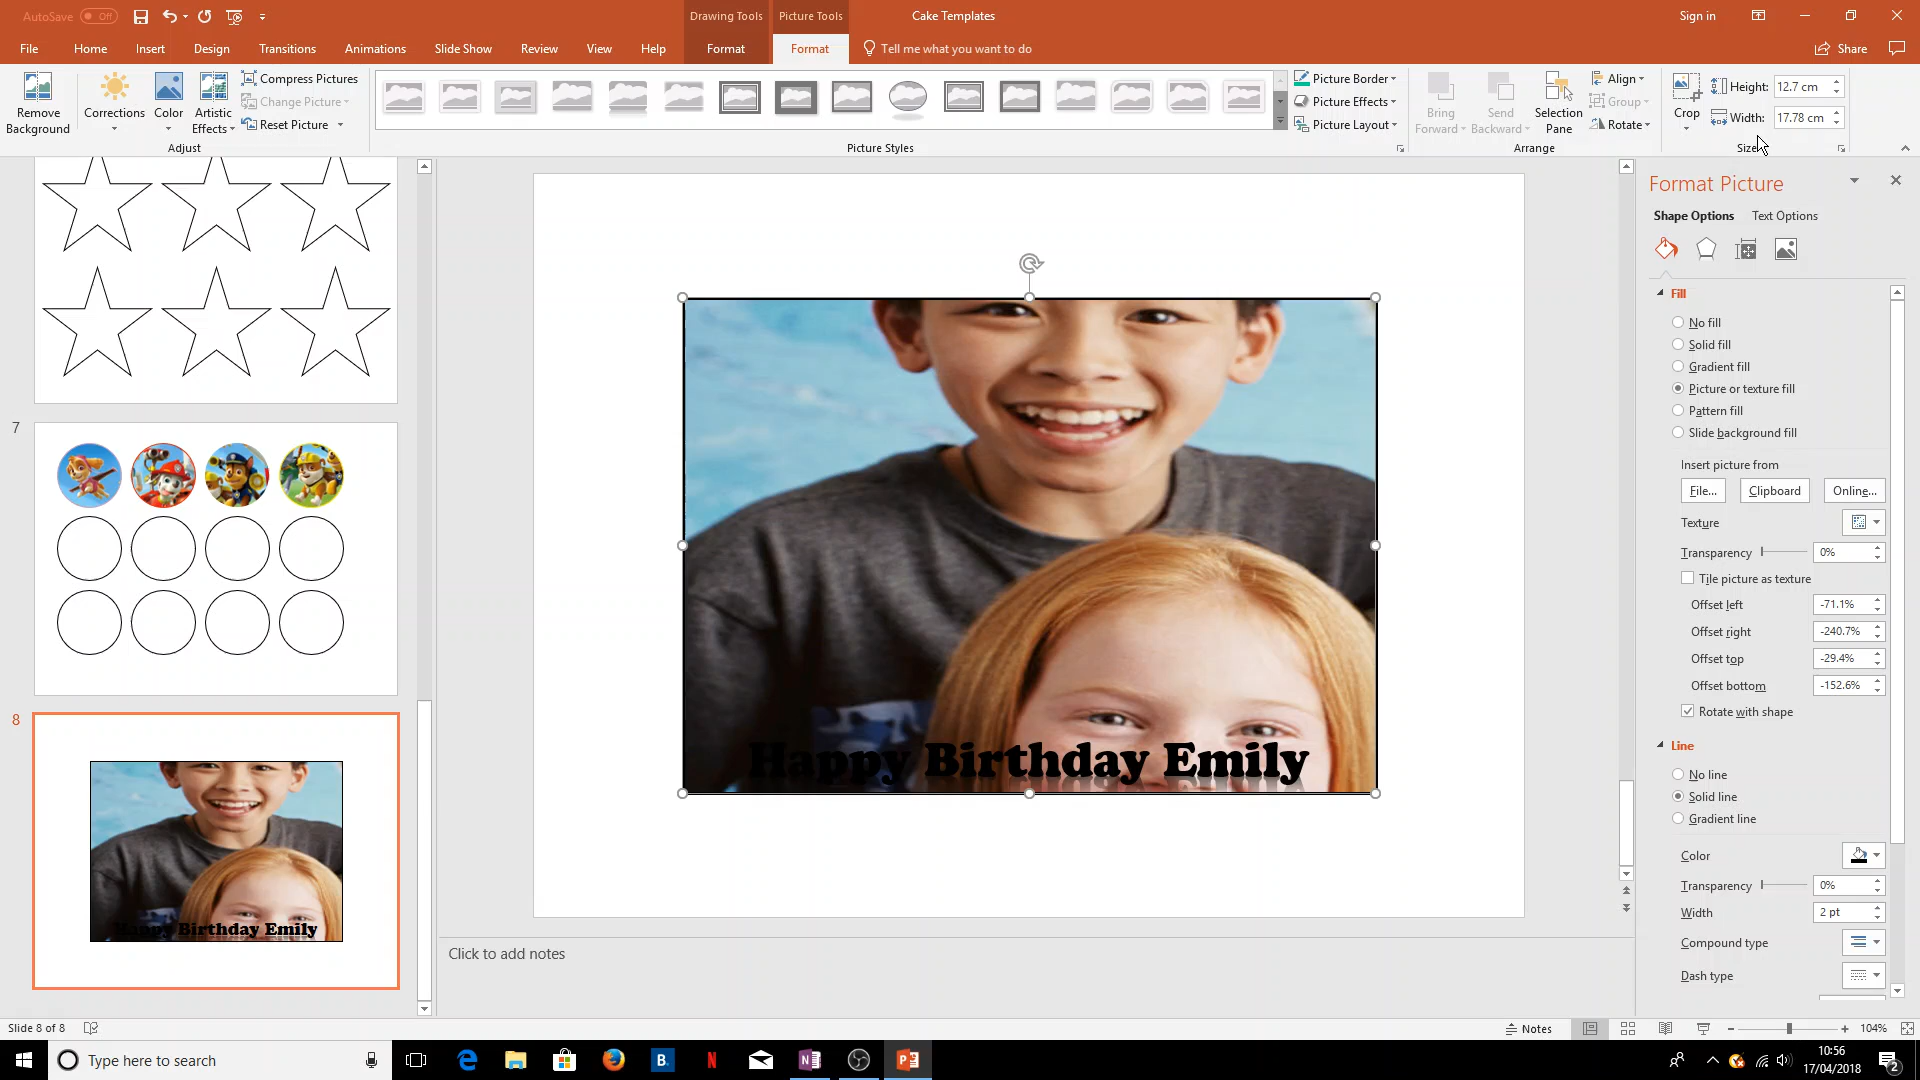 AutoSave Off
Drawing Tools Picture Tools Cake Templates Sign in
File Home Insert Design Transitions Animations Slide Show Review View Help Format Format Tell me what you want to do Share
Remove Background
Corrections
Color
Artistic Effects
Compress Pictures
Change Picture
Reset Picture
Adjust
Picture Styles
Picture Border
Picture Effects
Picture Layout
Bring Forward
Send Backward
Selection Pane
Align
Group
Rotate
Arrange
Crop
Height: 12.7 cm
Width: 17.78 cm
Size
7
8
Happy Birthday Emily
Happy Birthday Emily
Click to add notes
Format Picture
Shape Options Text Options
Fill
No fill
Solid fill
Gradient fill
Picture or texture fill
Pattern fill
Slide background fill
Insert picture from
File... Clipboard Online...
Texture
Transparency 0%
Tile picture as texture
Offset left -71.1%
Offset right -240.7%
Offset top -29.4%
Offset bottom -152.6%
Rotate with shape
Line
No line
Solid line
Gradient line
Color
Transparency 0%
Width 2 pt
Compound type
Dash type
Slide 8 of 8 Notes 104%
Type here to search
10:56
17/04/2018
2